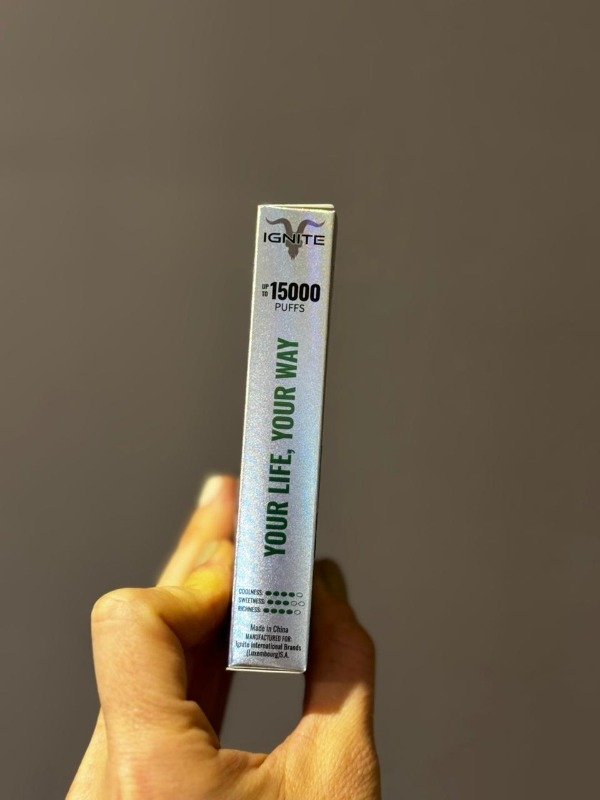 IGNITE
UP TO 15000
PUFFS
YOUR LIFE, YOUR WAY
COOLNESS:
SWEETNESS:
RICHNESS:
Made in China
MANUFACTURED FOR:
Ignite International Brands
(Luxembourg)S.A.